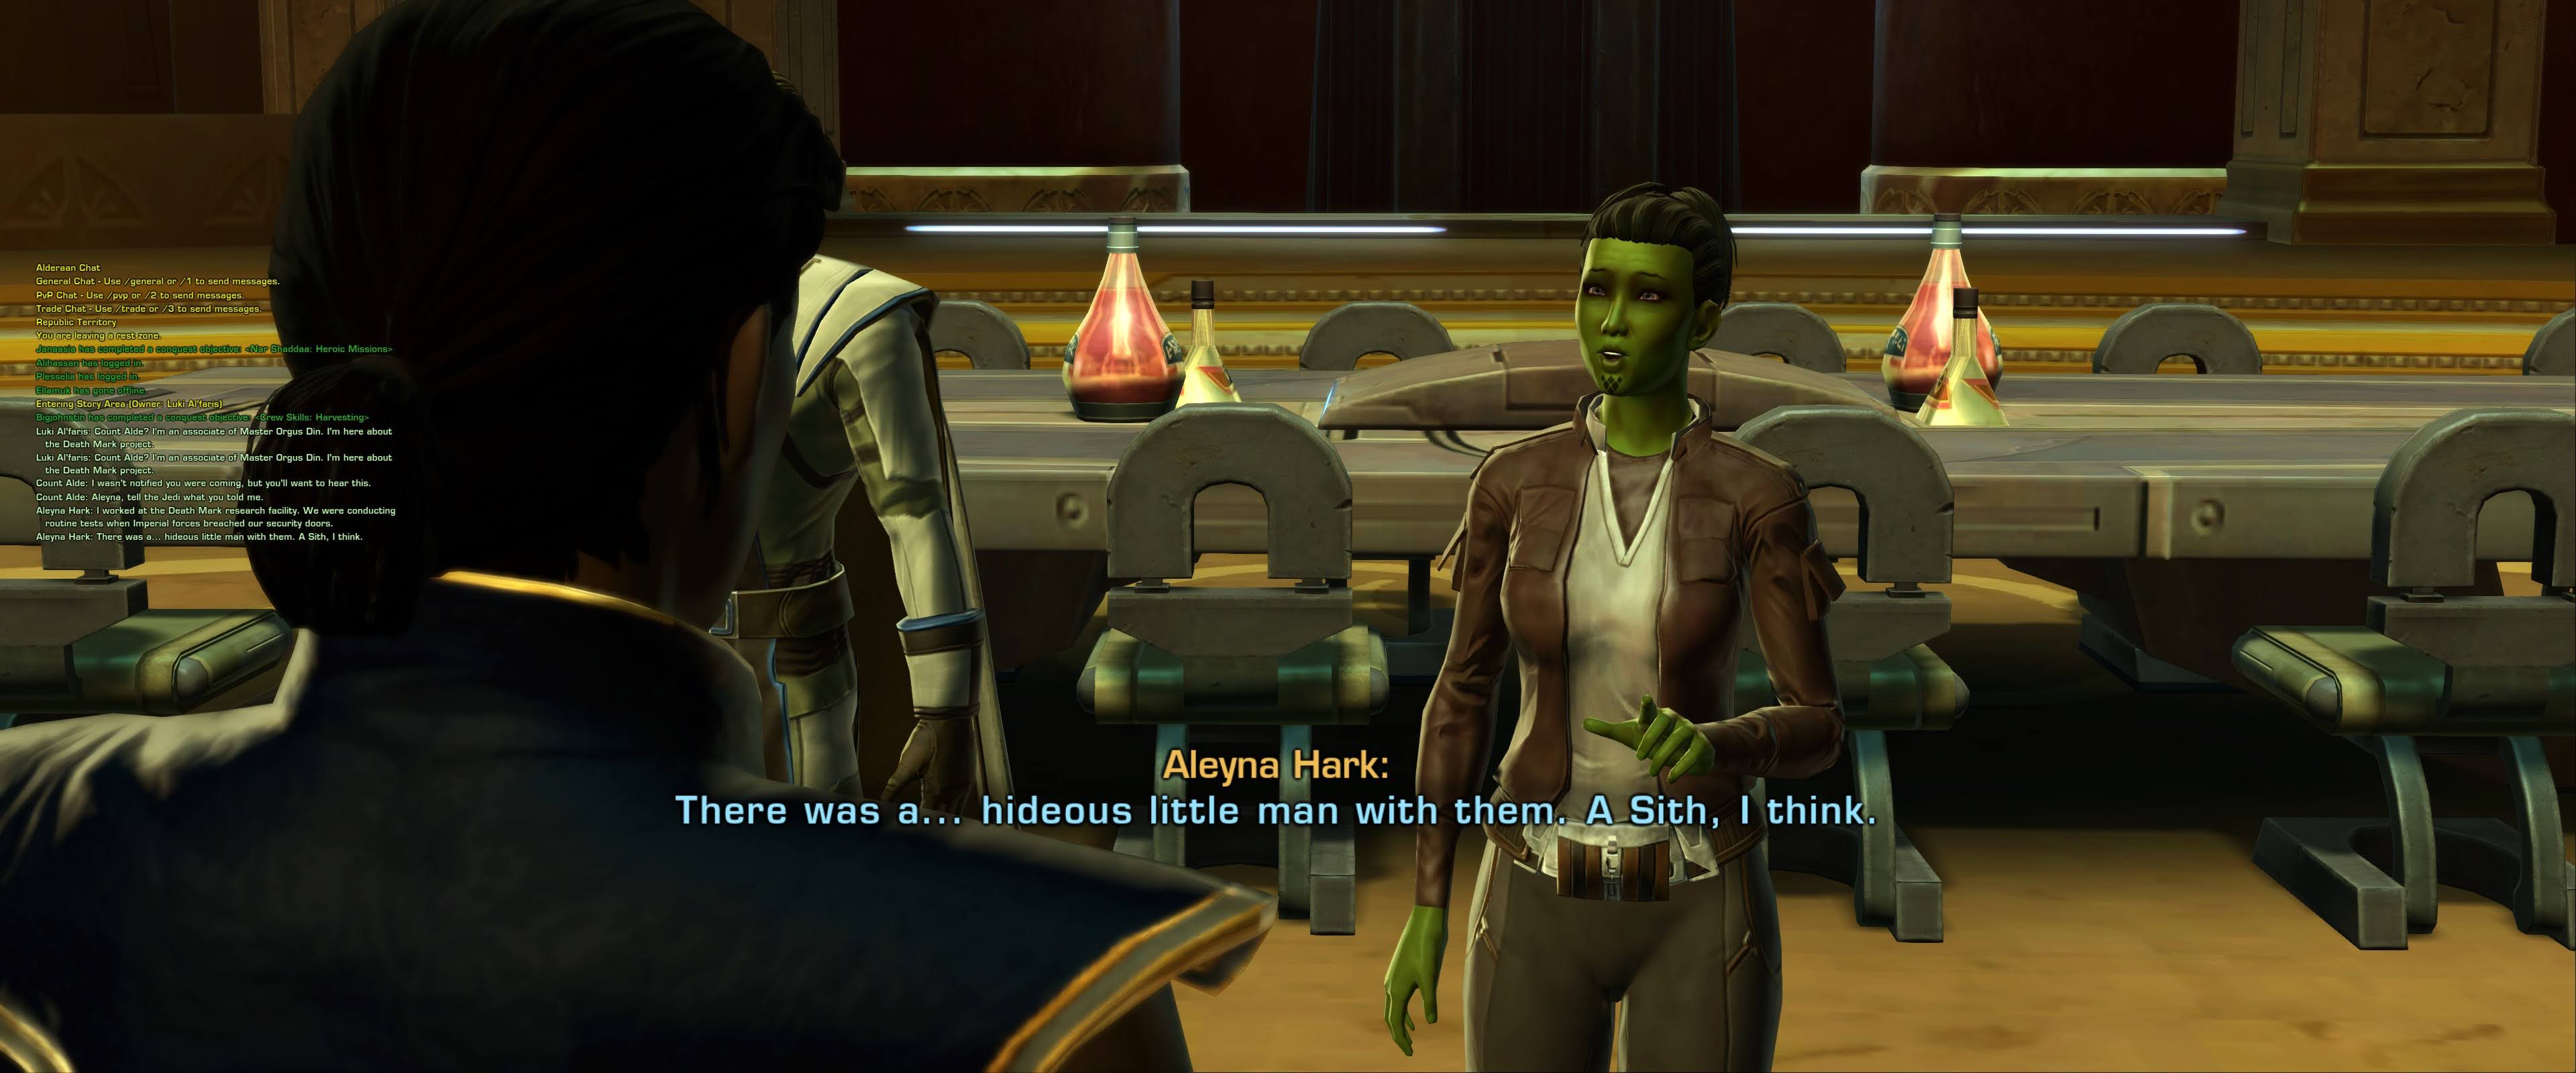 Alderaan Chat
General Chat - Use /general or /1 to send messages.
PvP Chat - Use /pvp or /2 to send messages.
Trade Chat - Use /trade or /3 to send messages.
Republic Territory
You are leaving a rest zone.
Janaasia has completed a conquest objective: <Nar Shaddaa: Heroic Missions>
Alihassan has logged in.
Plesselia has logged in.
Ellamuk has gone offline.
Entering Story Area (Owner: Luki Al'faris)
Bigjohnstin has completed a conquest objective: <Crew Skills: Harvesting>
Luki Al'faris: Count Alde? I'm an associate of Master Orgus Din. I'm here about
the Death Mark project.
Luki Al'faris: Count Alde? I'm an associate of Master Orgus Din. I'm here about
the Death Mark project.
Count Alde: I wasn't notified you were coming, but you'll want to hear this.
Count Alde: Aleyna, tell the Jedi what you told me.
Aleyna Hark: I worked at the Death Mark research facility. We were conducting
routine tests when Imperial forces breached our security doors.
Aleyna Hark: There was a... hideous little man with them. A Sith, I think.
Aleyna Hark:
There was a... hideous little man with them. A Sith, I think.